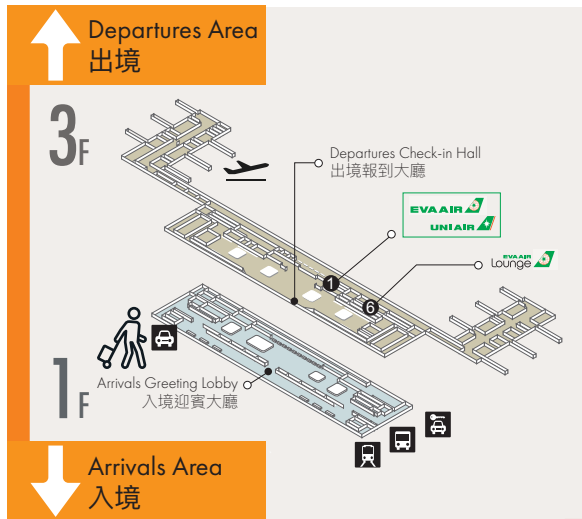 Departures Area
出境
3F
Departures Check-in Hall
出境報到大廳
EVA AIR
UNI AIR
1
EVA AIR
Lounge
6
1F
Arrivals Greeting Lobby
入境迎賓大廳
Arrivals Area
入境